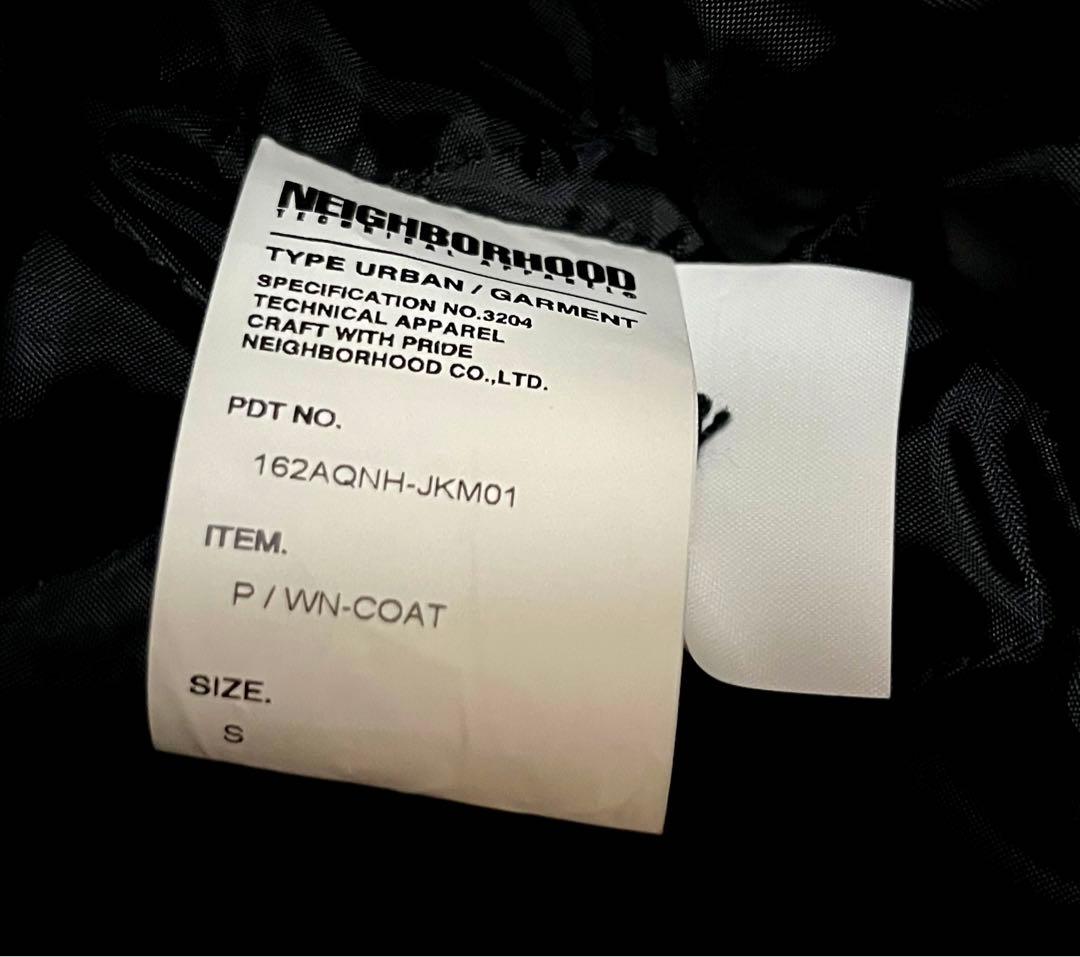 NEIGHBORHOOD
TECHNICAL APPAREL®
TYPE URBAN / GARMENT
SPECIFICATION NO.3204
TECHNICAL APPAREL
CRAFT WITH PRIDE
NEIGHBORHOOD CO.,LTD.
PDT NO.
162AQNH-JKM01
ITEM.
P / WN-COAT
SIZE.
S